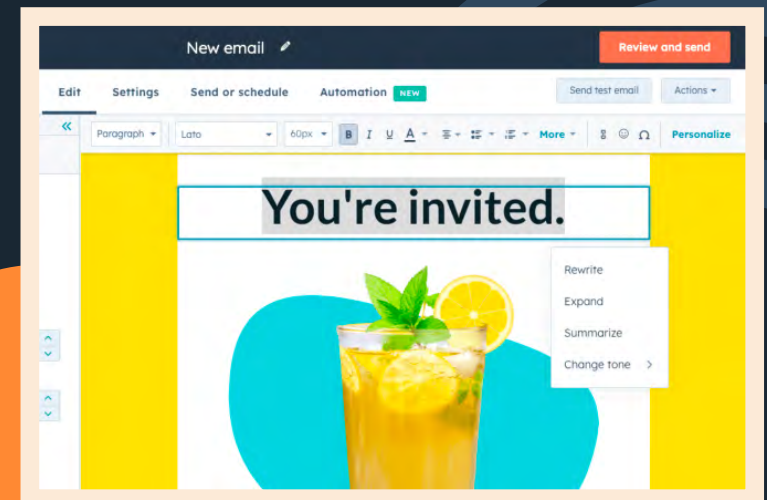 New email
Review and send
Edit Settings Send or schedule Automation NEW
Send test email Actions
Paragraph Lato 60px B I U A More Ω Personalize
You're invited.
Rewrite
Expand
Summarize
Change tone